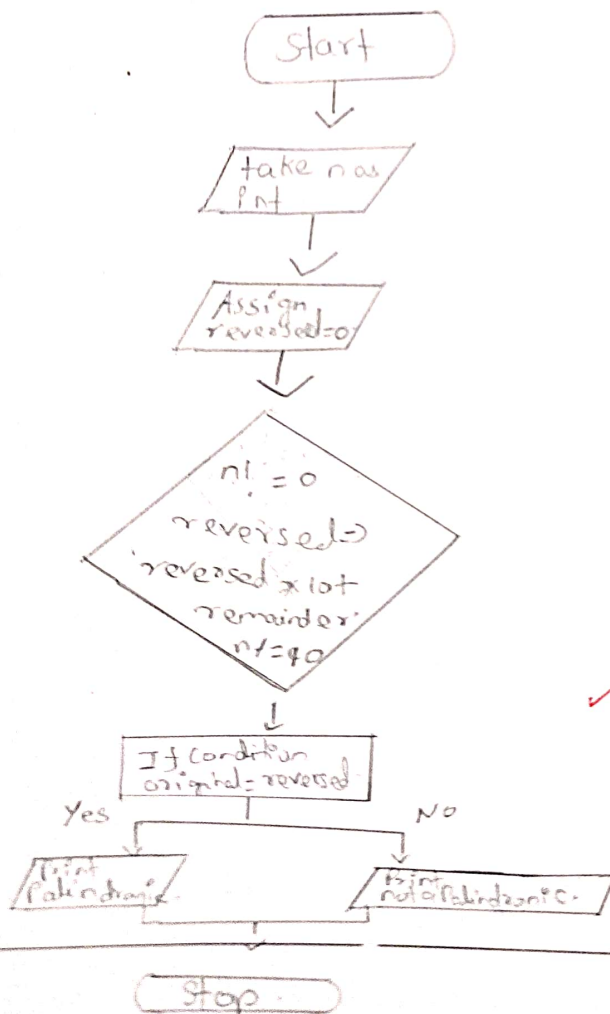 Start
take n as
int
Assign
reversed=0
n! = 0
reversed=>
reversed x 10+
remainder
n/=10
If condition
original=reversed
Yes
No
Print
Palindromic.
Print
not a Palindromic.
Stop.